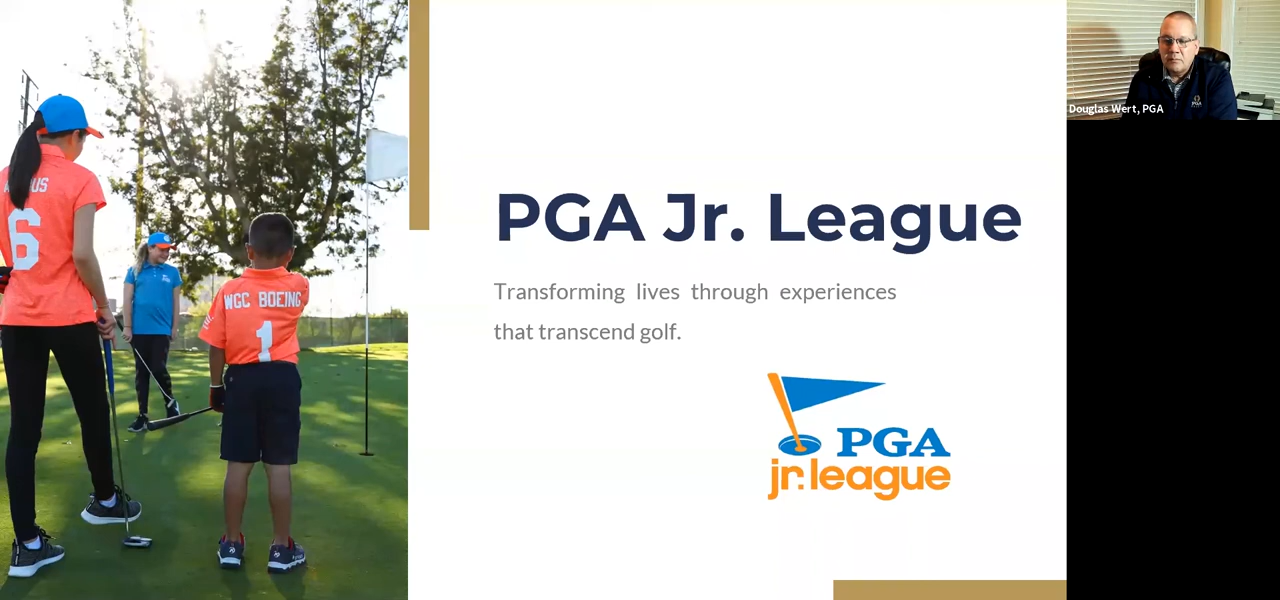 6
WGC BOEING
1
PGA Jr. League
Transforming lives through experiences
that transcend golf.
PGA
jr. league
Douglas Wert, PGA
PGA